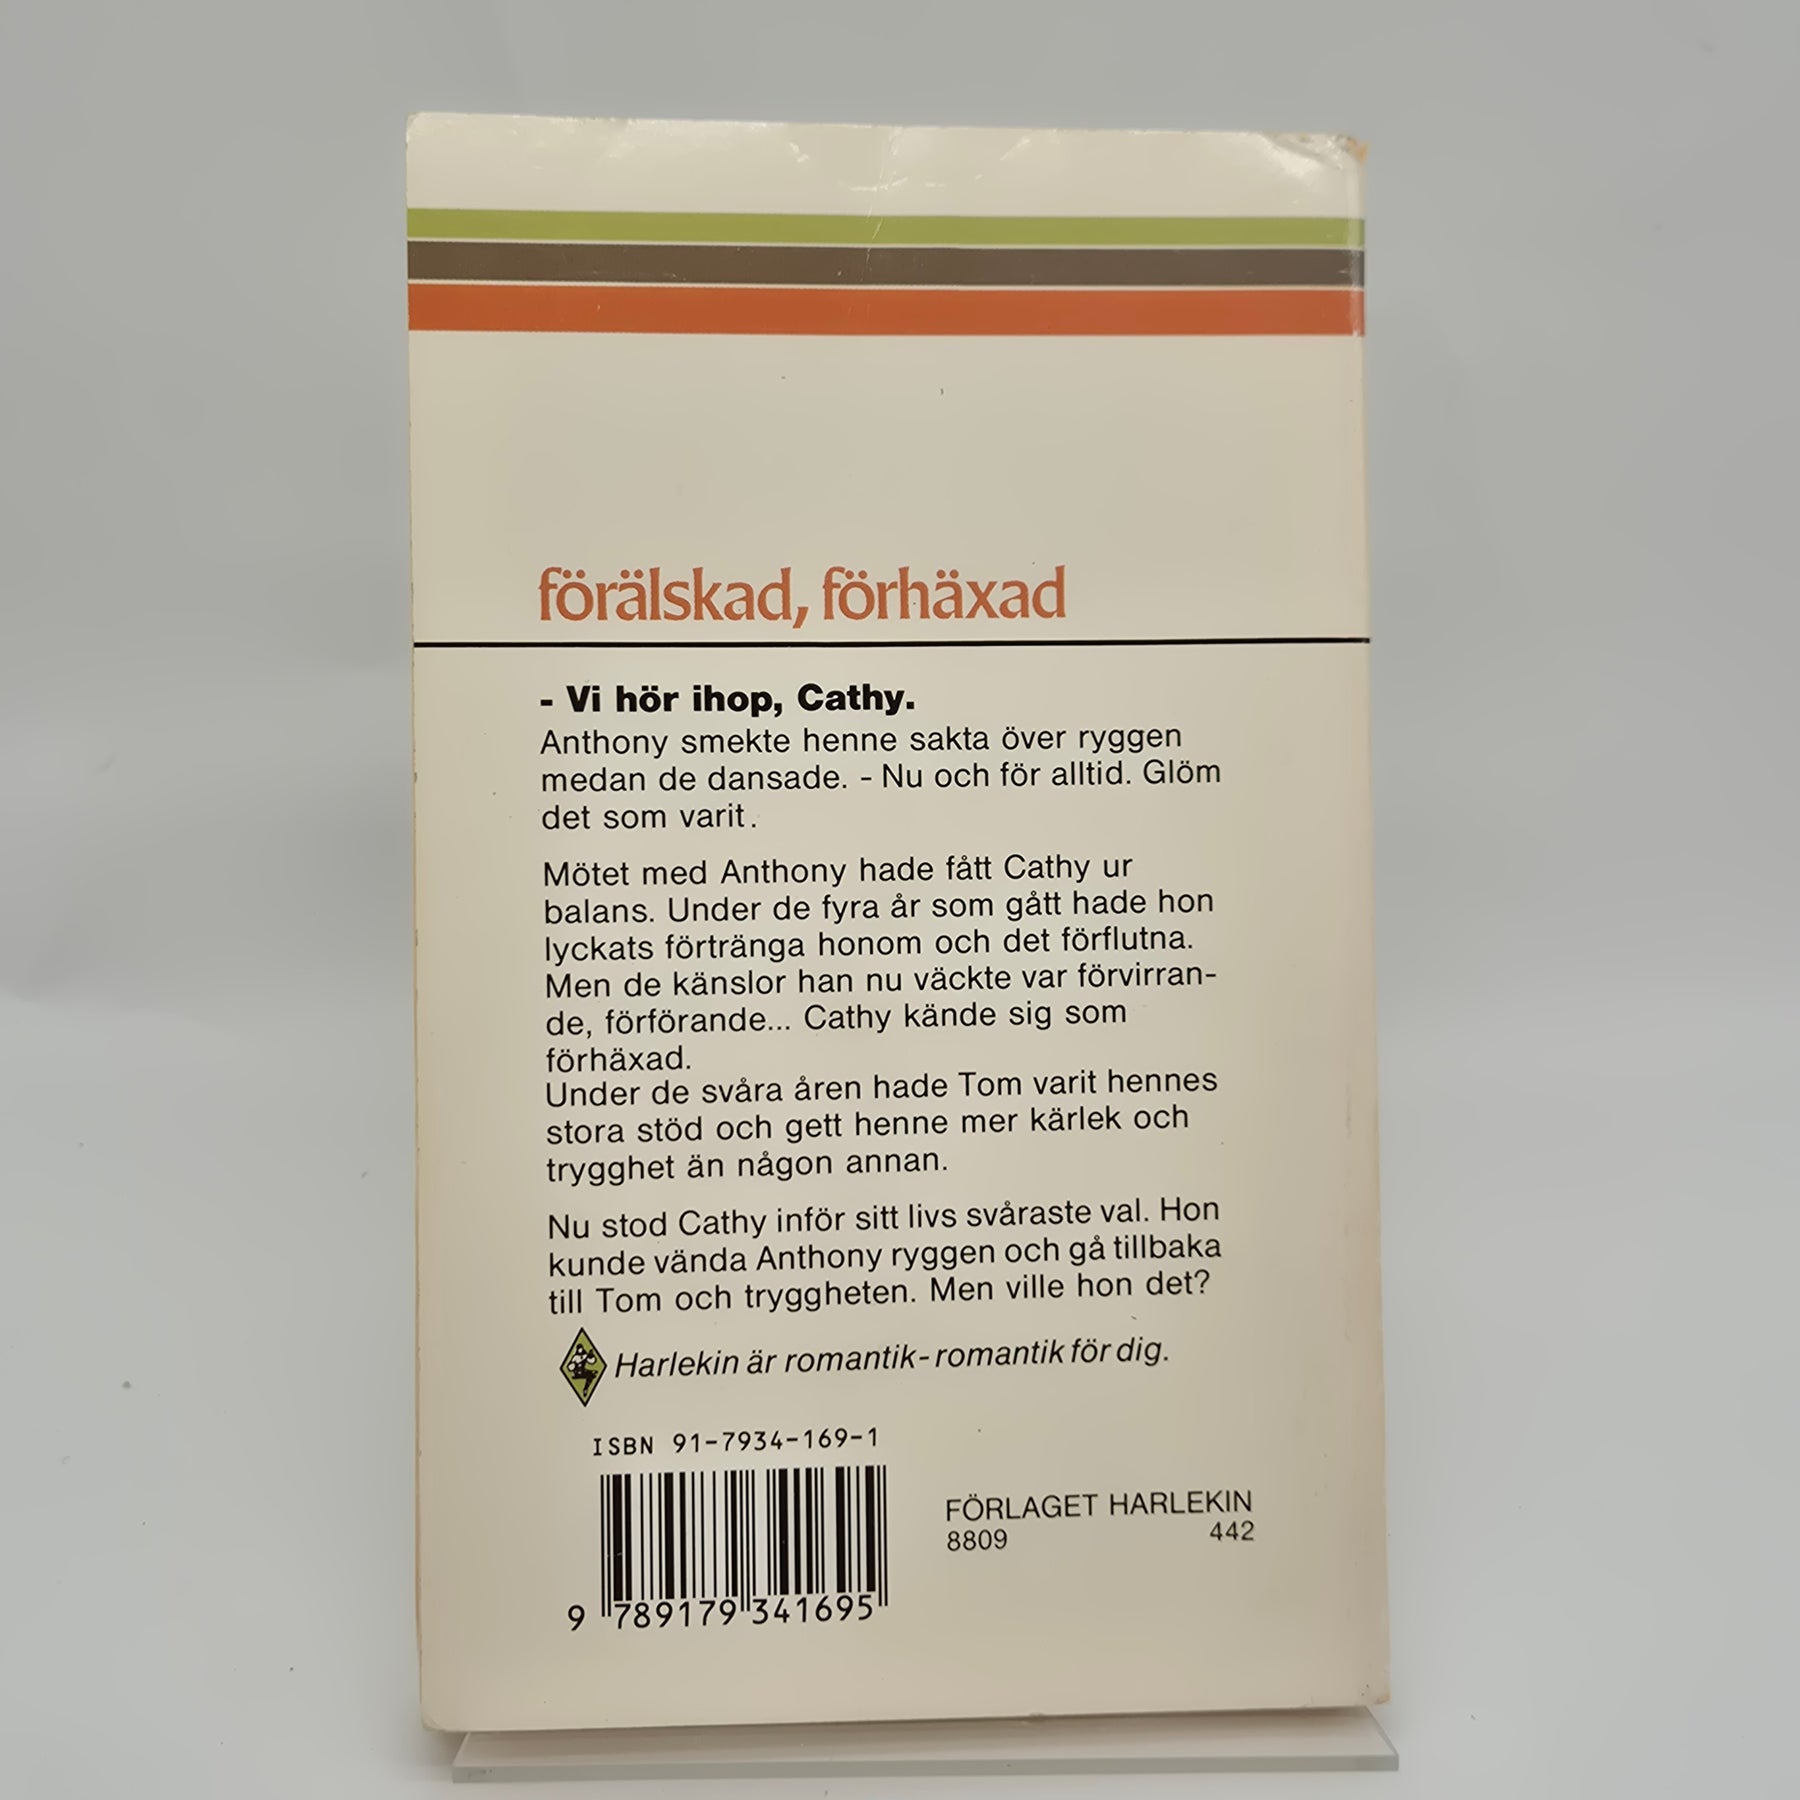 förälskad, förhäxad
- Vi hör ihop, Cathy.
Anthony smekte henne sakta över ryggen
medan de dansade. - Nu och för alltid. Glöm
det som varit.
Mötet med Anthony hade fått Cathy ur
balans. Under de fyra år som gått hade hon
lyckats förtränga honom och det förflutna.
Men de känslor han nu väckte var förvirran-
de, förförande... Cathy kände sig som
förhäxad.
Under de svåra åren hade Tom varit hennes
stora stöd och gett henne mer kärlek och
trygghet än någon annan.
Nu stod Cathy inför sitt livs svåraste val. Hon
kunde vända Anthony ryggen och gå tillbaka
till Tom och tryggheten. Men ville hon det?
Harlekin är romantik-romantik för dig.
ISBN 91-7934-169-1
9 789179 341695
FÖRLAGET HARLEKIN
8809 442